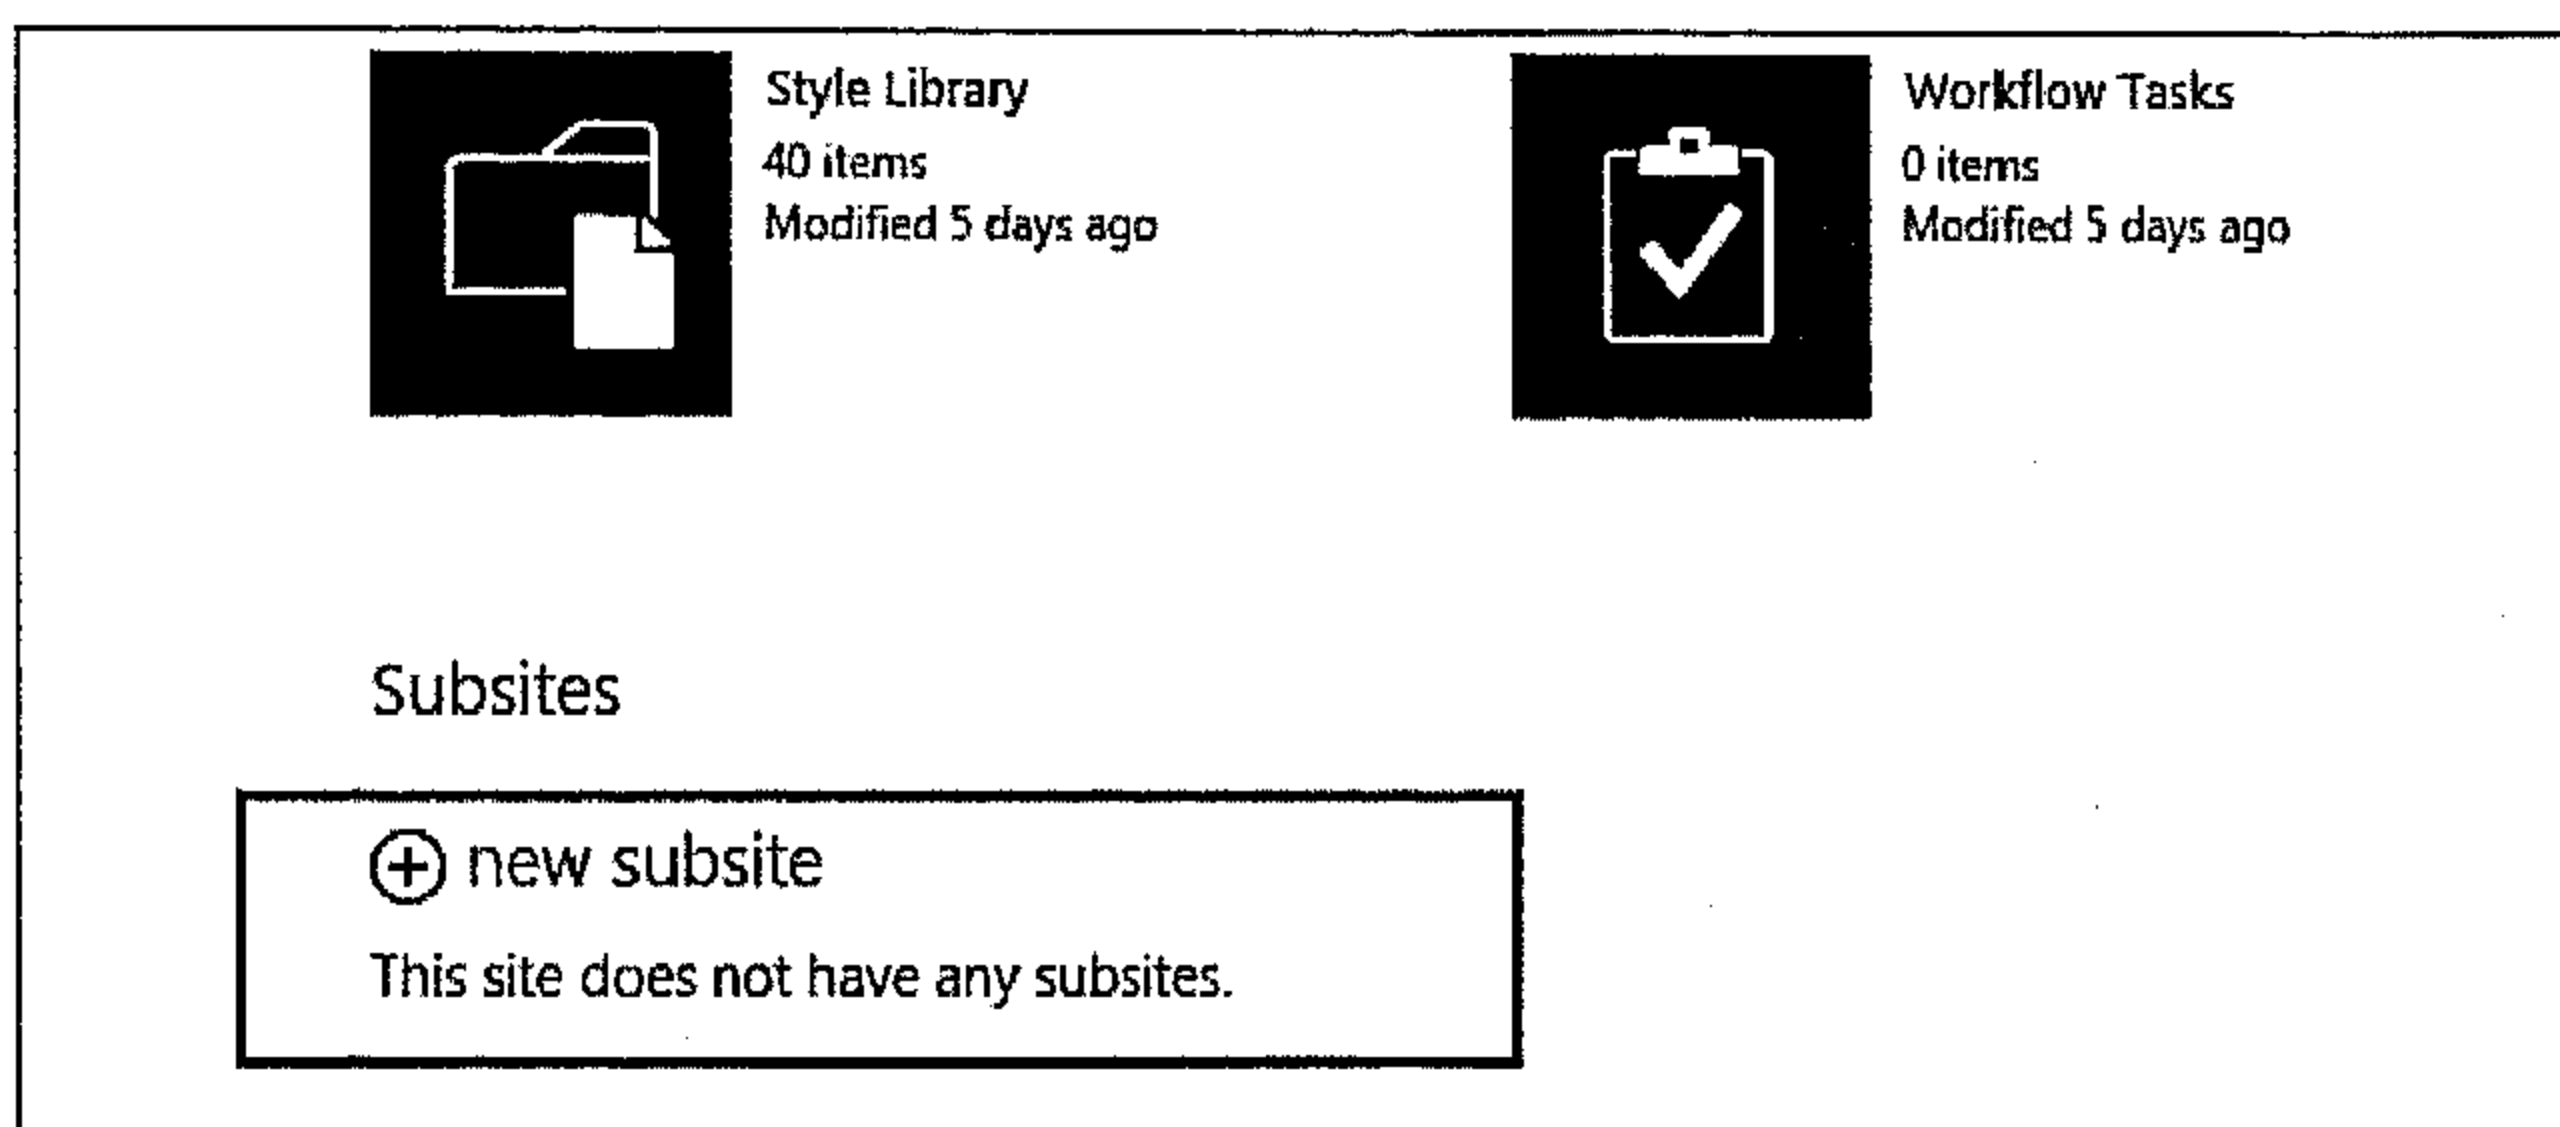 Style Library
40 items
Modified 5 days ago
Workflow Tasks
0 items
Modified 5 days ago
Subsites
new subsite
This site does not have any subsites.